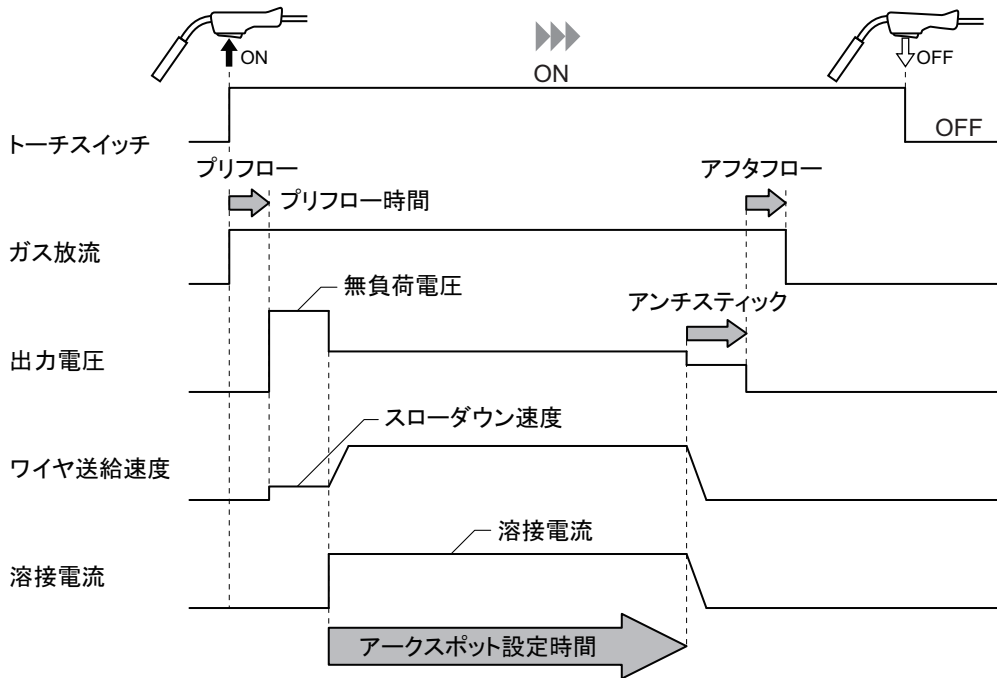 ON
ON
OFF
トーチスイッチ
OFF
プリフロー
プリフロー時間
アフタフロー
ガス放流
無負荷電圧
アンチスティック
出力電圧
スローダウン速度
ワイヤ送給速度
溶接電流
溶接電流
アークスポット設定時間